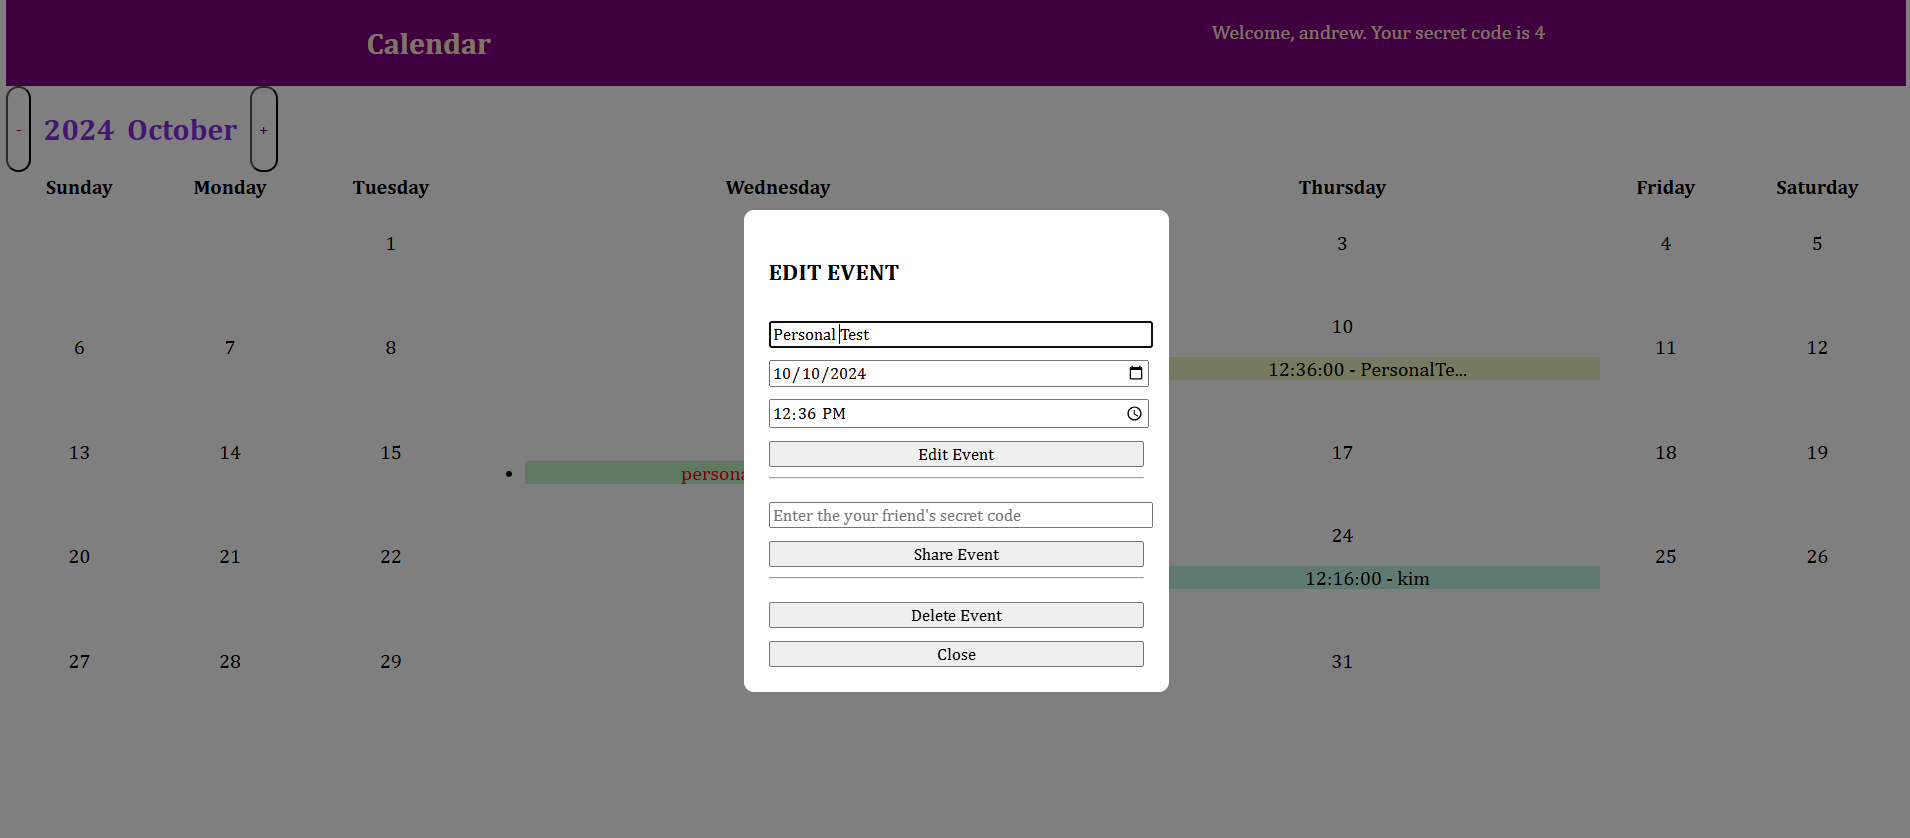 Calendar
Welcome, andrew. Your secret code is 4
- 2024 October +
Sunday Monday Tuesday Wednesday Thursday Friday Saturday
1 3 4 5
EDIT EVENT
Personal Test
6 7 8 10 11 12
10/10/2024
12:36:00 - PersonalTe...
12:36 PM
13 14 15 17 18 19
Edit Event
Enter the your friend's secret code
20 21 22 24 25 26
Share Event
12:16:00 - kim
Delete Event
27 28 29 31
Close